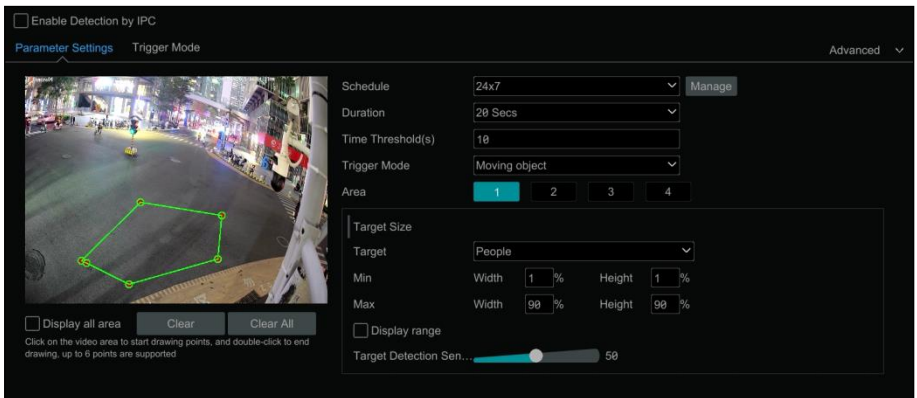 Enable Detection by IPC
Parameter Settings Trigger Mode Advanced
Schedule 24x7 Manage
Duration 20 Secs
Time Threshold(s) 10
Trigger Mode Moving object
Area 1 2 3 4
Target Size
Target People
Min Width 1 % Height 1 %
Max Width 90 % Height 90 %
Display range
Target Detection Sen... 50
Display all area Clear Clear All
Click on the video area to start drawing points, and double-click to end
drawing, up to 6 points are supported